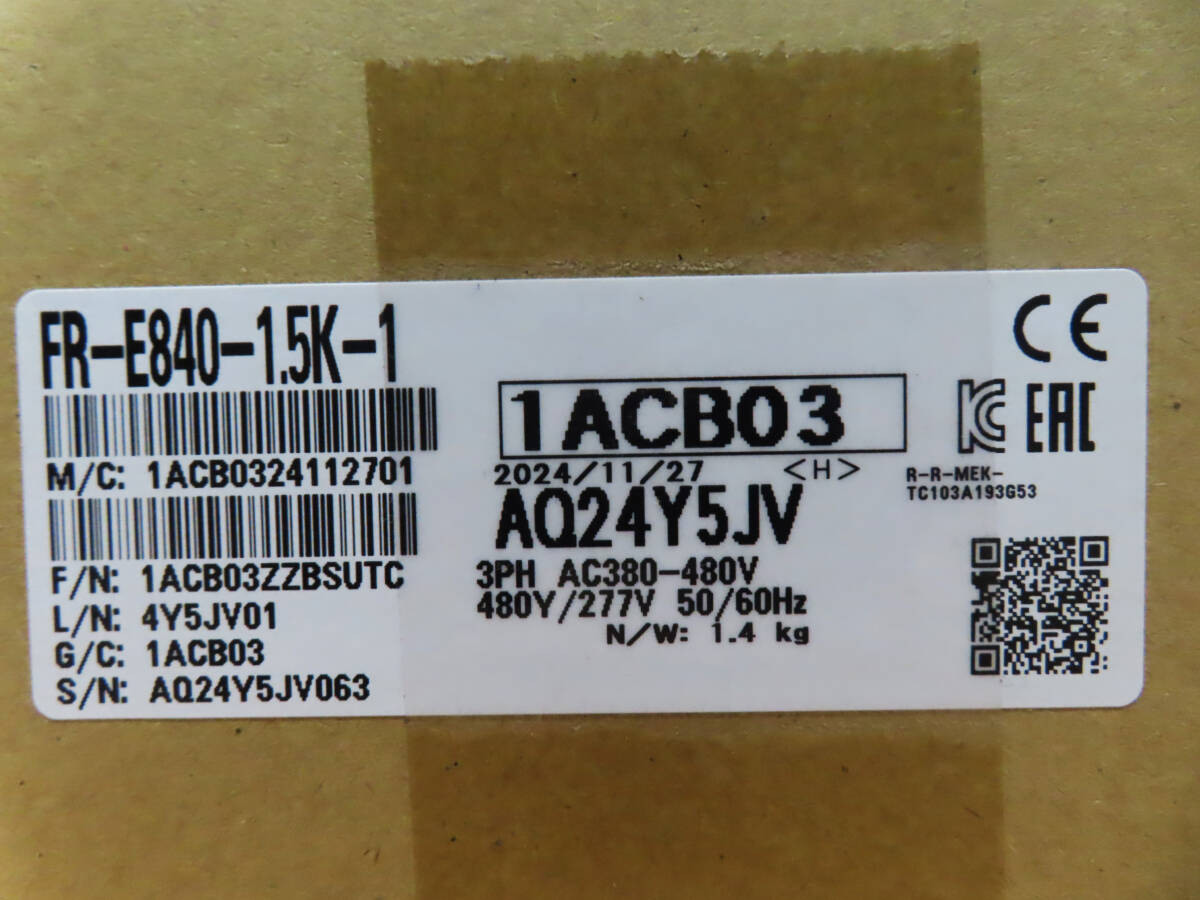 FR-E840-1.5K-1
M/C: 1ACB0324112701
F/N: 1ACB03ZZBSUTC
L/N: 4Y5JV01
G/C: 1ACB03
S/N: AQ24Y5JV063
1ACB03
2024/11/27 <H>
AQ24Y5JV
3PH AC380-480V
480Y/277V 50/60Hz
N/W: 1.4 kg
CE
KC EAC
R-R-MEK-
TC103A193G53